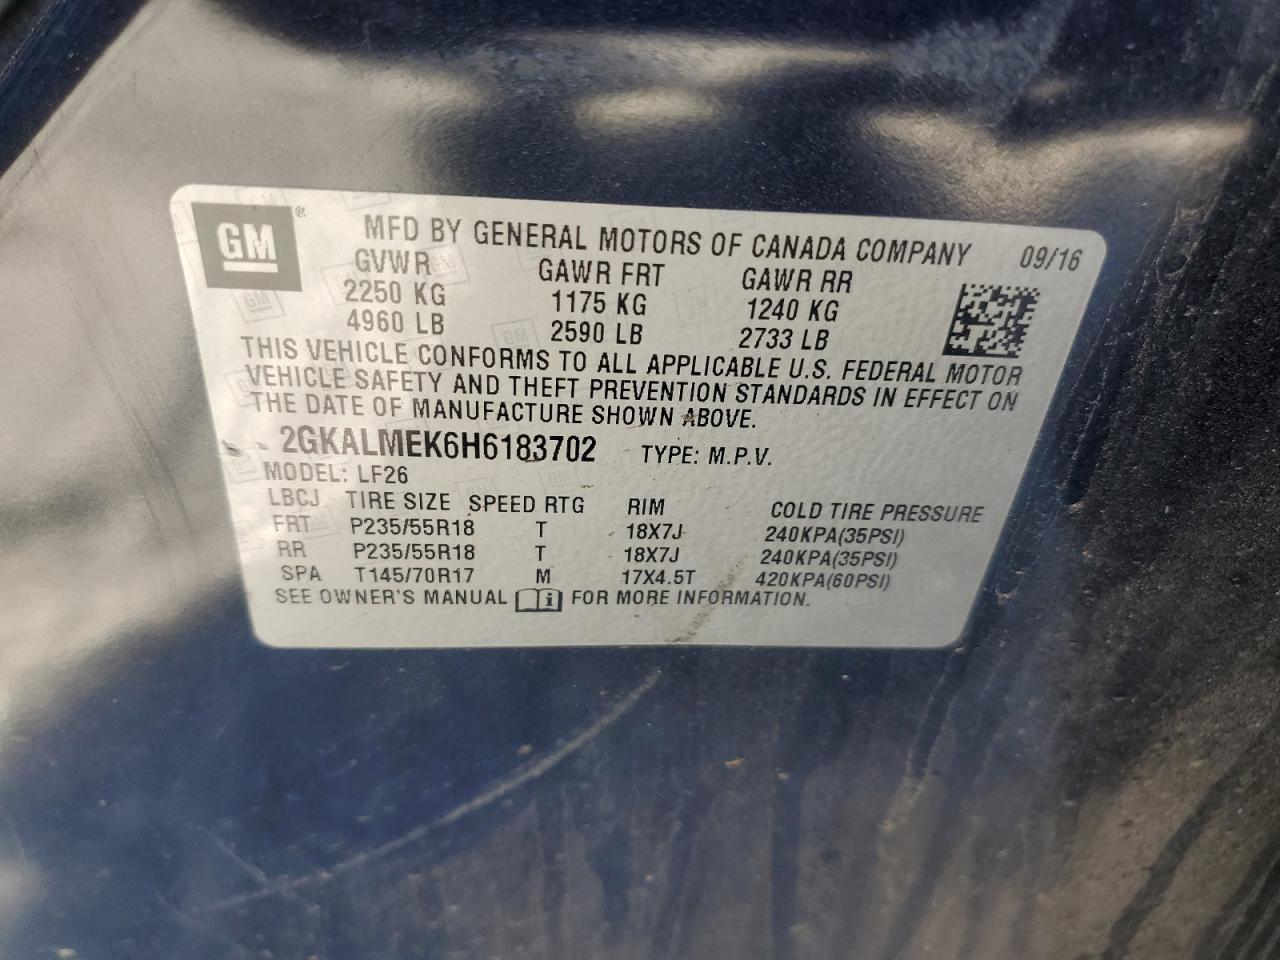 GM ® MFD BY GENERAL MOTORS OF CANADA COMPANY 09/16
GVWR GAWR FRT GAWR RR
2250 KG 1175 KG 1240 KG
4960 LB 2590 LB 2733 LB
THIS VEHICLE CONFORMS TO ALL APPLICABLE U.S. FEDERAL MOTOR
VEHICLE SAFETY AND THEFT PREVENTION STANDARDS IN EFFECT ON
THE DATE OF MANUFACTURE SHOWN ABOVE.
2GKALMEK6H6183702 TYPE: M.P.V.
MODEL: LF26
LBCJ TIRE SIZE SPEED RTG RIM COLD TIRE PRESSURE
FRT P235/55R18 T 18X7J 240KPA(35PSI)
RR P235/55R18 T 18X7J 240KPA(35PSI)
SPA T145/70R17 M 17X4.5T 420KPA(60PSI)
SEE OWNER'S MANUAL i FOR MORE INFORMATION.